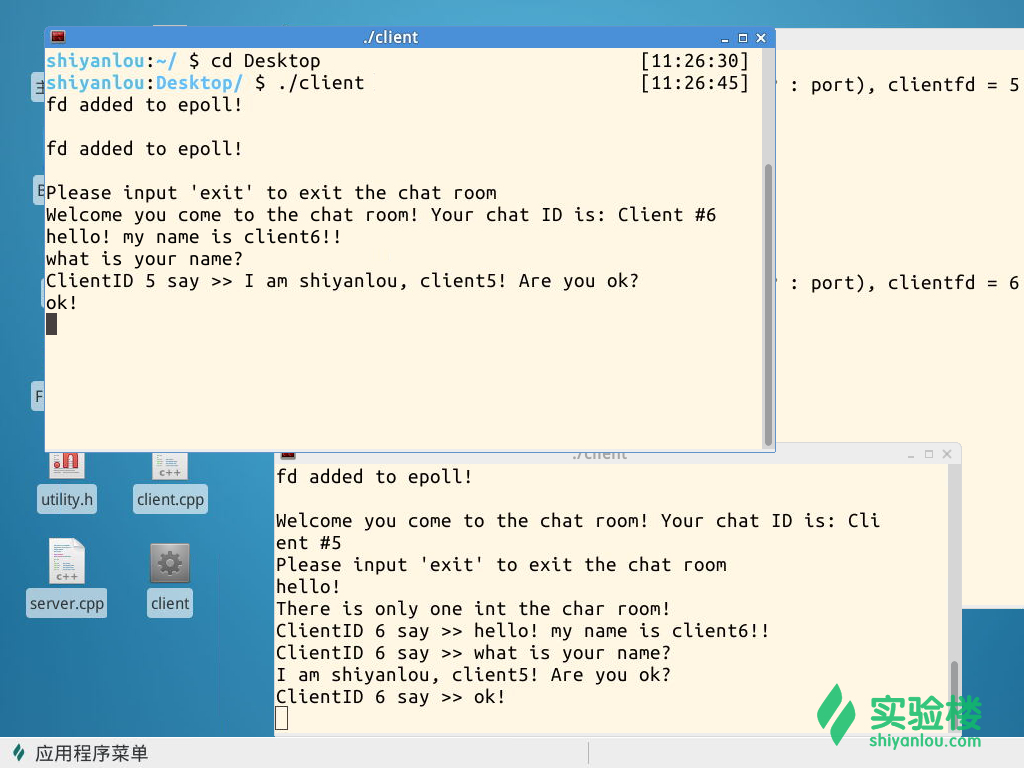 ./client
shiyanlou:~/ $ cd Desktop [11:26:30]
shiyanlou:Desktop/ $ ./client [11:26:45]
fd added to epoll!
fd added to epoll!
Please input 'exit' to exit the chat room
Welcome you come to the chat room! Your chat ID is: Client #6
hello! my name is client6!!
what is your name?
ClientID 5 say >> I am shiyanlou, client5! Are you ok?
ok!
: port), clientfd = 5
: port), clientfd = 6
utility.h
client.cpp
server.cpp
client
c++
c++
./client
fd added to epoll!
Welcome you come to the chat room! Your chat ID is: Cli
ent #5
Please input 'exit' to exit the chat room
hello!
There is only one int the char room!
ClientID 6 say >> hello! my name is client6!!
ClientID 6 say >> what is your name?
I am shiyanlou, client5! Are you ok?
ClientID 6 say >> ok!
实验楼
shiyanlou.com
应用程序菜单